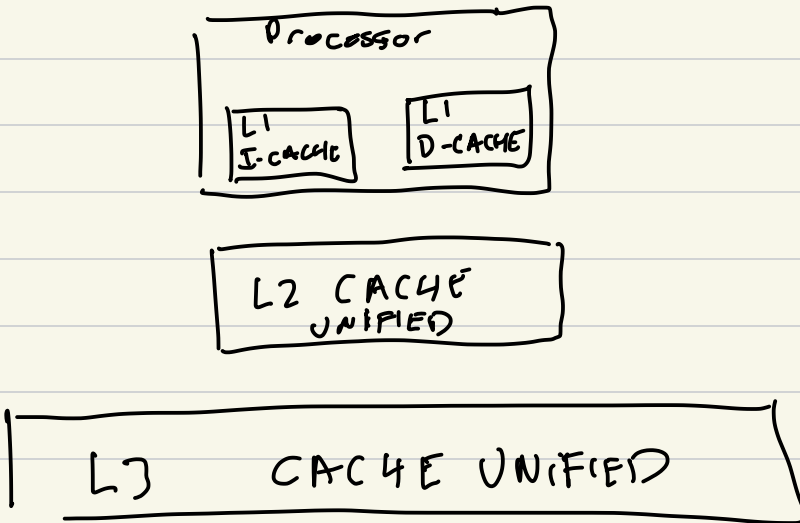 Processor
L1
I-CACHE
L1
D-CACHE
L2 CACHE
UNIFIED
L3 CACHE UNIFIED